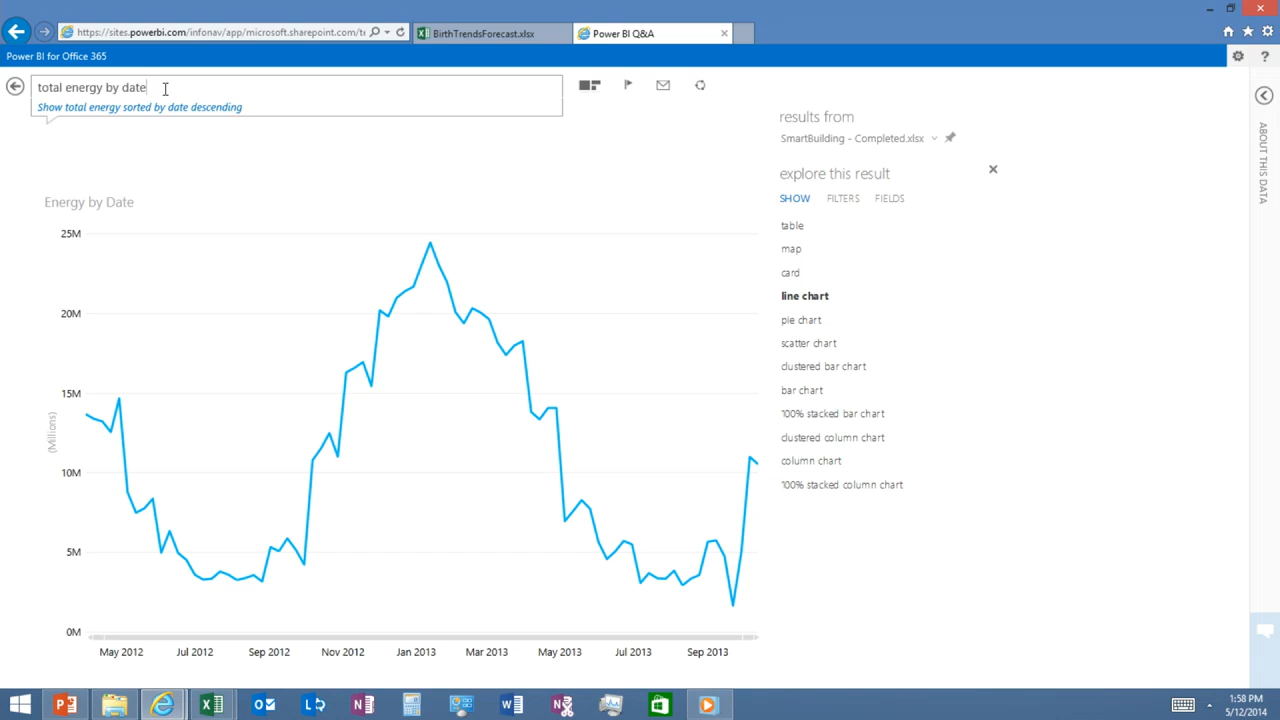 https://sites.powerbi.com/infonav/app/microsoft.sharepoint.com/te
BirthTrendsForecast.xlsx
Power BI Q&A
Power BI for Office 365
total energy by date
Show total energy sorted by date descending
results from
SmartBuilding - Completed.xlsx
explore this result
SHOW FILTERS FIELDS
table
map
card
line chart
pie chart
scatter chart
clustered bar chart
bar chart
100% stacked bar chart
clustered column chart
column chart
100% stacked column chart
ABOUT THIS DATA
Energy by Date
(Millions)
25M
20M
15M
10M
5M
0M
May 2012 Jul 2012 Sep 2012 Nov 2012 Jan 2013 Mar 2013 May 2013 Jul 2013 Sep 2013
1:58 PM
5/12/2014